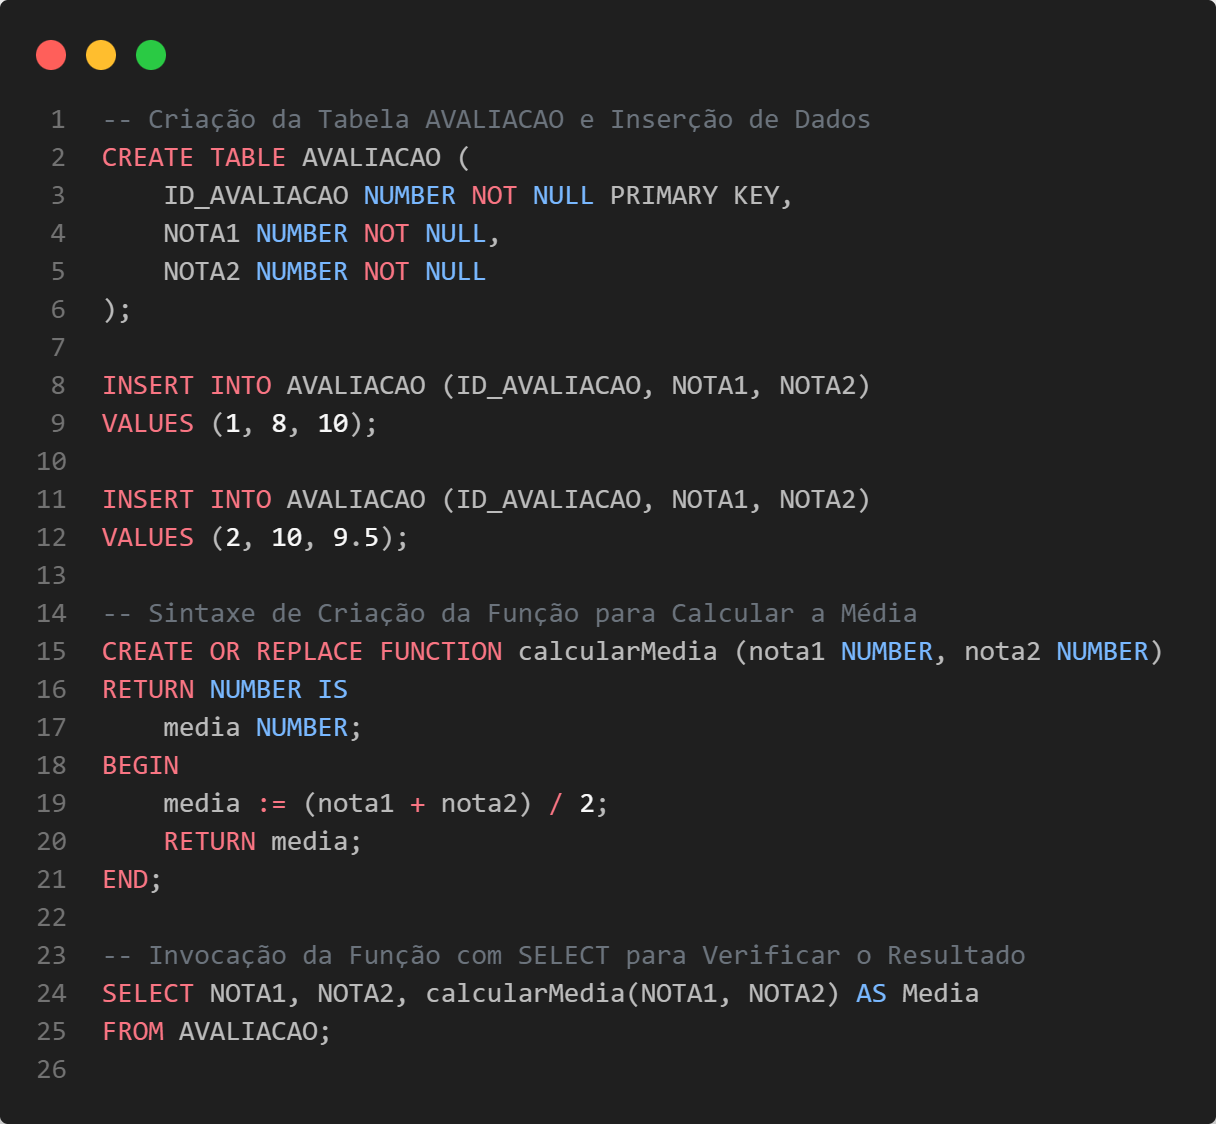 1 -- Criação da Tabela AVALIACAO e Inserção de Dados
2 CREATE TABLE AVALIACAO (
3     ID_AVALIACAO NUMBER NOT NULL PRIMARY KEY,
4     NOTA1 NUMBER NOT NULL,
5     NOTA2 NUMBER NOT NULL
6 );
7
8 INSERT INTO AVALIACAO (ID_AVALIACAO, NOTA1, NOTA2)
9 VALUES (1, 8, 10);
10
11 INSERT INTO AVALIACAO (ID_AVALIACAO, NOTA1, NOTA2)
12 VALUES (2, 10, 9.5);
13
14 -- Sintaxe de Criação da Função para Calcular a Média
15 CREATE OR REPLACE FUNCTION calcularMedia (nota1 NUMBER, nota2 NUMBER)
16 RETURN NUMBER IS
17     media NUMBER;
18 BEGIN
19     media := (nota1 + nota2) / 2;
20     RETURN media;
21 END;
22
23 -- Invocação da Função com SELECT para Verificar o Resultado
24 SELECT NOTA1, NOTA2, calcularMedia(NOTA1, NOTA2) AS Media
25 FROM AVALIACAO;
26